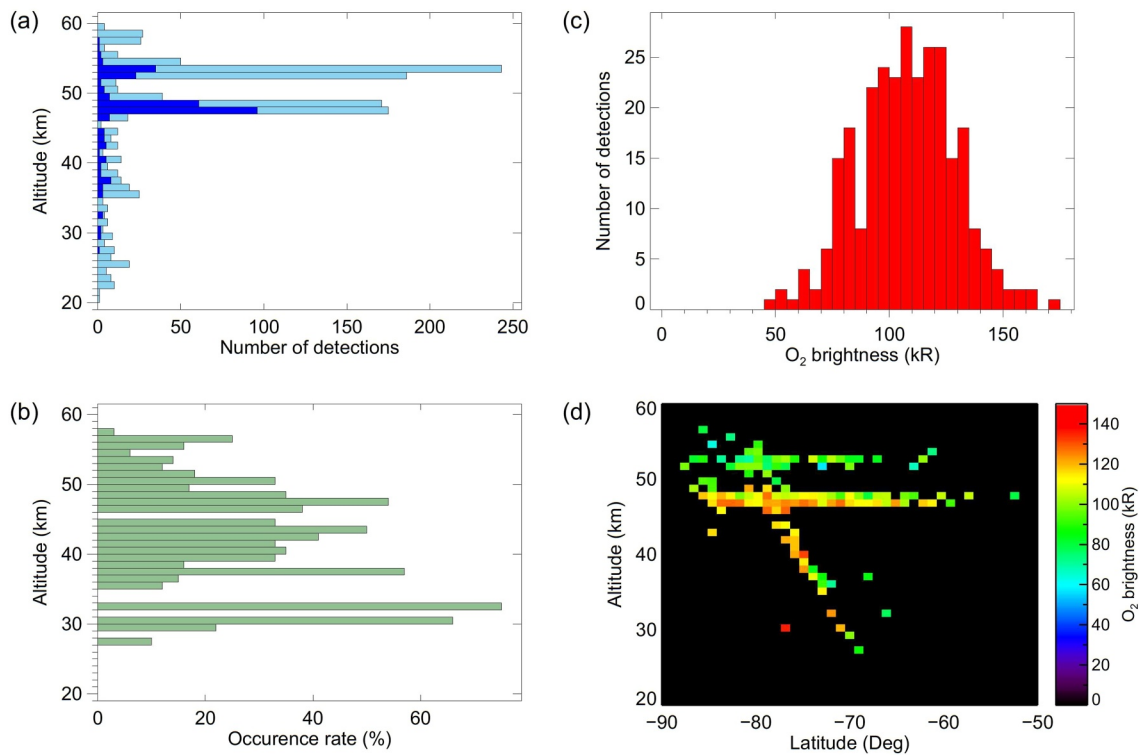 (a)
60
50
40
30
20
Altitude (km)
0 50 100 150 200 250
Number of detections
(c)
25
20
15
10
5
0
Number of detections
0 50 100 150
O₂ brightness (kR)
(b)
60
50
40
30
20
Altitude (km)
0 20 40 60
Occurence rate (%)
(d)
60
50
40
30
20
Altitude (km)
−90 −80 −70 −60 −50
Latitude (Deg)
140
120
100
80
60
40
20
0
O₂ brightness (kR)